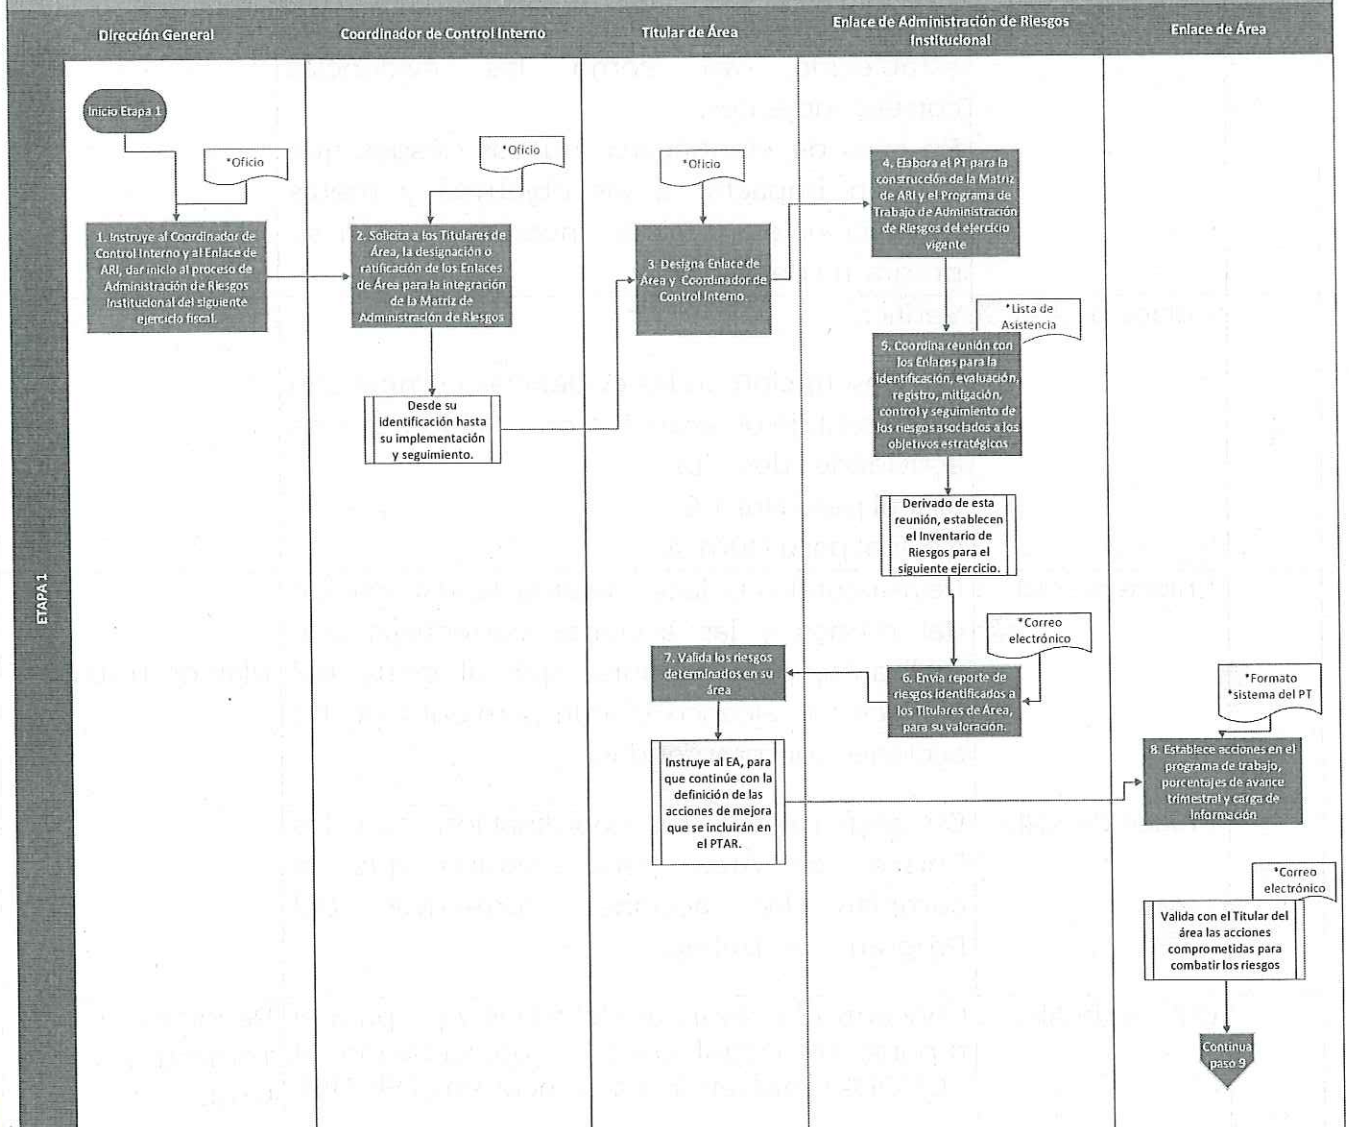 Dirección General
Coordinador de Control Interno
Titular de Área
Enlace de Administración de Riesgos
Institucional
Enlace de Área
ETAPA 1
Inicio Etapa 1
*Oficio
1. Instruye al Coordinador de
Control Interno y al Enlace de
ARI, dar inicio al proceso de
Administración de Riesgos
Institucional del siguiente
ejercicio fiscal.
*Oficio
2. Solicita a los Titulares de
Área, la designación o
ratificación de los Enlaces
de Área para la integración
de la Matriz de
Administración de Riesgos
Desde su
identificación hasta
su implementación
y seguimiento.
*Oficio
3. Designa Enlace de
Área y Coordinador de
Control Interno.
4. Elabora el PT para la
construcción de la Matriz
de ARI y el Programa de
Trabajo de Administración
de Riesgos del ejercicio
vigente
*Lista de
Asistencia
5. Coordina reunión con
los Enlaces para la
identificación, evaluación,
registro, mitigación,
control y seguimiento de
los riesgos asociados a los
objetivos estratégicos
Derivado de esta
reunión, establecen
el Inventario de
Riesgos para el
siguiente ejercicio.
*Correo
electrónico
6. Envía reporte de
riesgos identificados a
los Titulares de Área,
para su valoración.
7. Valida los riesgos
determinados en su
área
Instruye al EA, para
que continúe con la
definición de las
acciones de mejora
que se incluirán en
el PTAR.
*Formato
*sistema del PT
8. Establece acciones en el
programa de trabajo,
porcentajes de avance
trimestral y carga de
información
*Correo
electrónico
Valida con el Titular del
área las acciones
comprometidas para
combatir los riesgos
Continua
paso 9